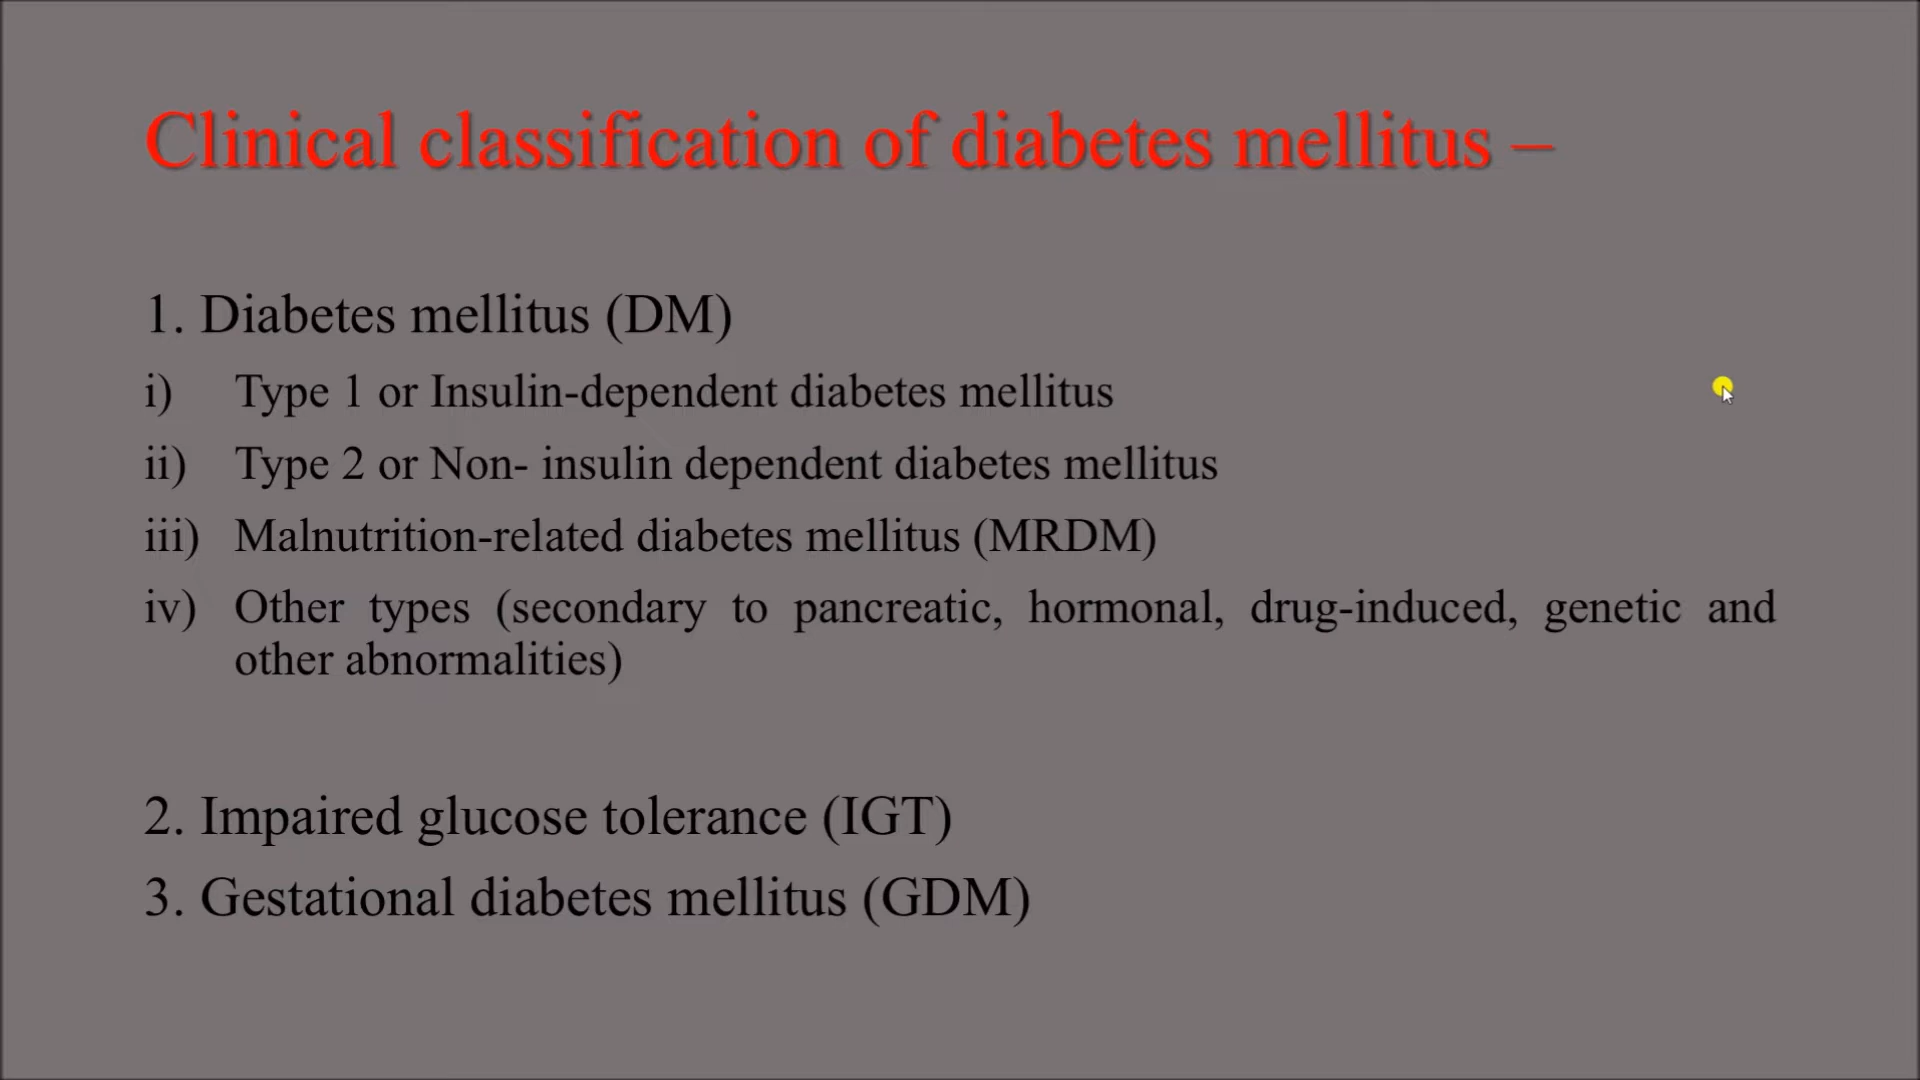 Clinical classification of diabetes mellitus –
1. Diabetes mellitus (DM)
i) Type 1 or Insulin-dependent diabetes mellitus
ii) Type 2 or Non- insulin dependent diabetes mellitus
iii) Malnutrition-related diabetes mellitus (MRDM)
iv) Other types (secondary to pancreatic, hormonal, drug-induced, genetic and
other abnormalities)
2. Impaired glucose tolerance (IGT)
3. Gestational diabetes mellitus (GDM)